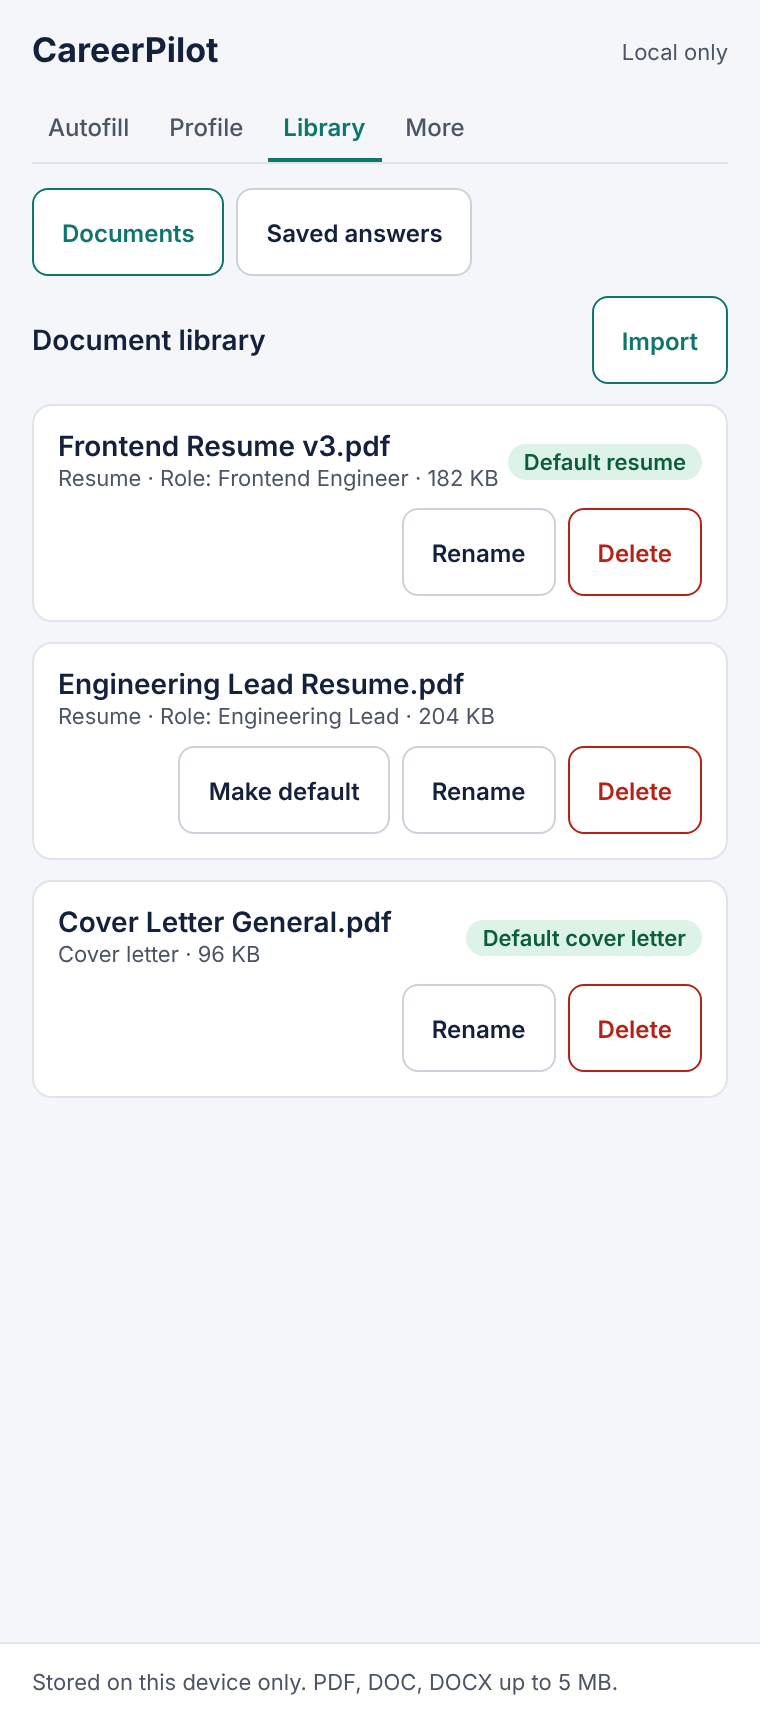 CareerPilot
Local only
Autofill Profile Library More
Documents Saved answers
Document library
Import
Frontend Resume v3.pdf
Resume · Role: Frontend Engineer · 182 KB
Default resume
Rename Delete
Engineering Lead Resume.pdf
Resume · Role: Engineering Lead · 204 KB
Make default Rename Delete
Cover Letter General.pdf
Cover letter · 96 KB
Default cover letter
Rename Delete
Stored on this device only. PDF, DOC, DOCX up to 5 MB.